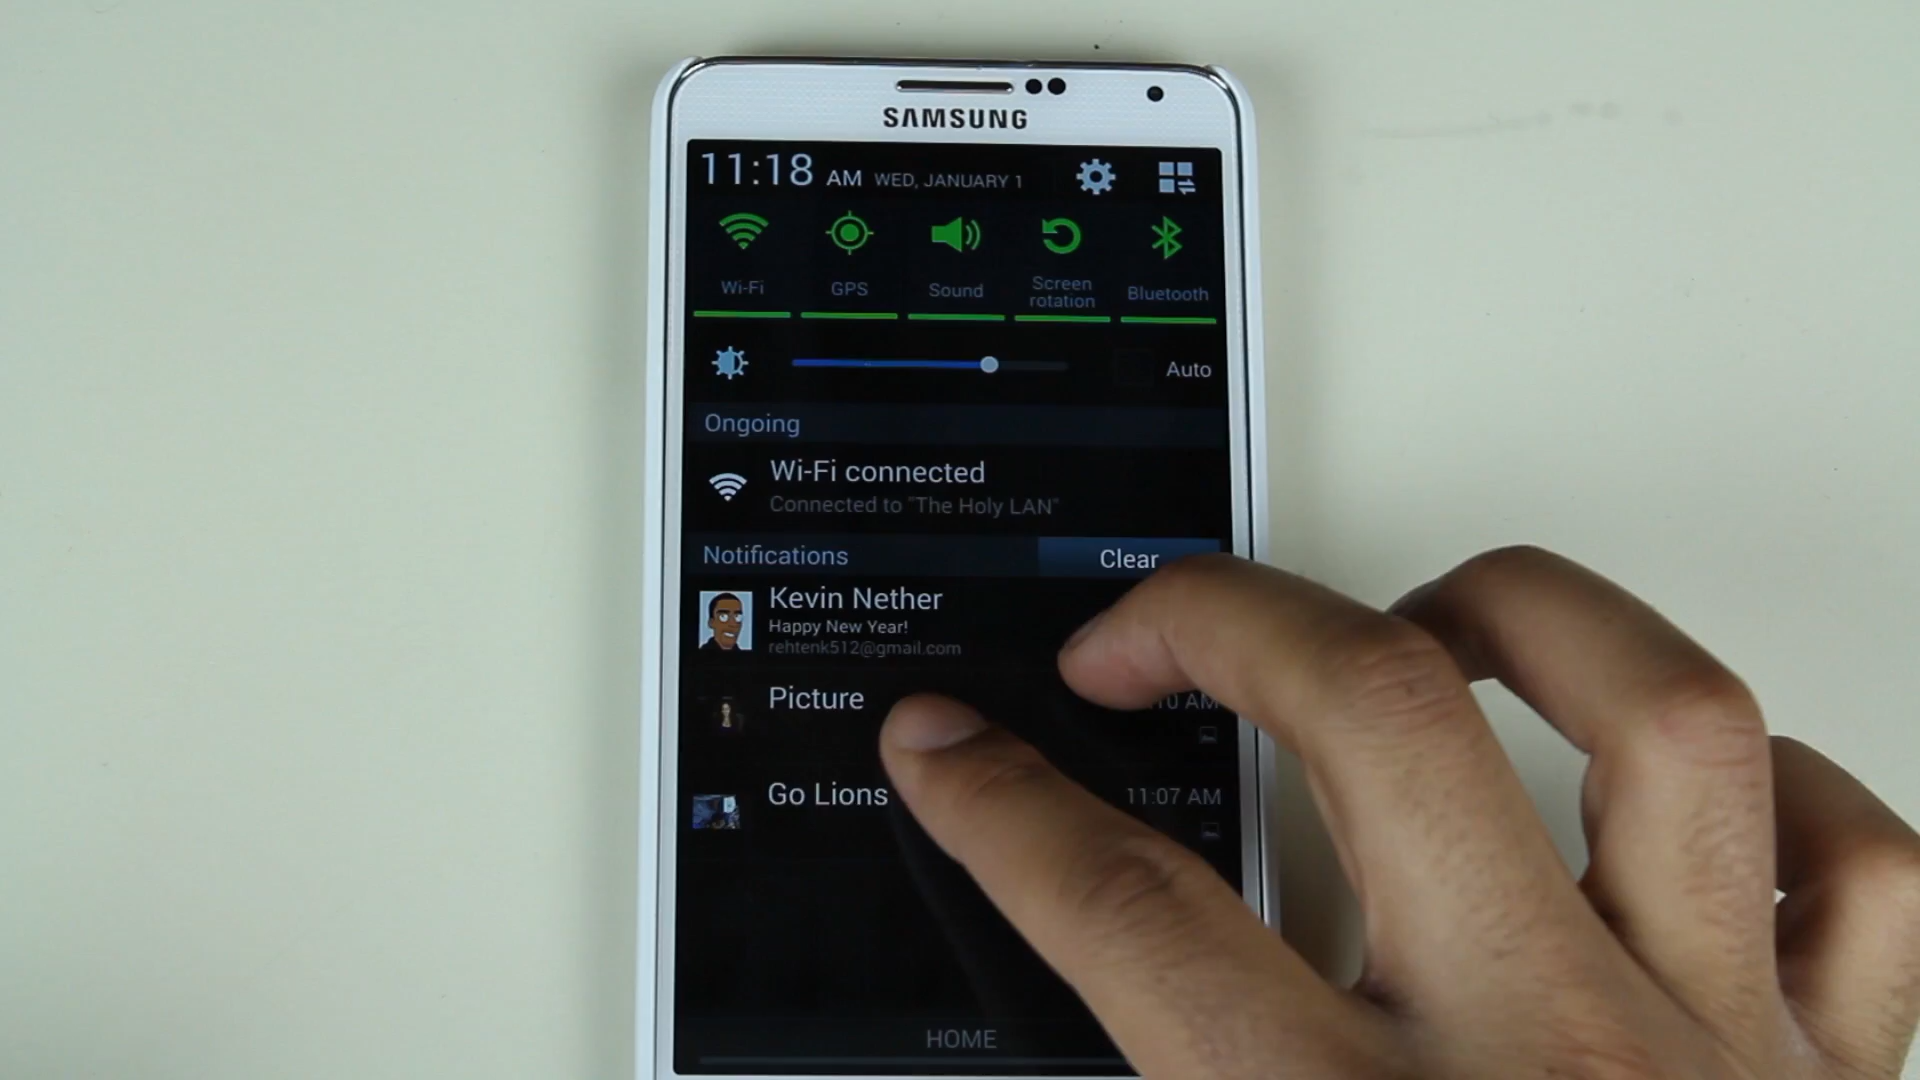 SAMSUNG
11:18 AM WED, JANUARY 1
Wi-Fi GPS Sound Screen rotation Bluetooth
Auto
Ongoing
Wi-Fi connected
Connected to "The Holy LAN"
Notifications Clear
Kevin Nether
Happy New Year!
rehtenk512@gmail.com
Picture AM
Go Lions 11:07 AM
HOME